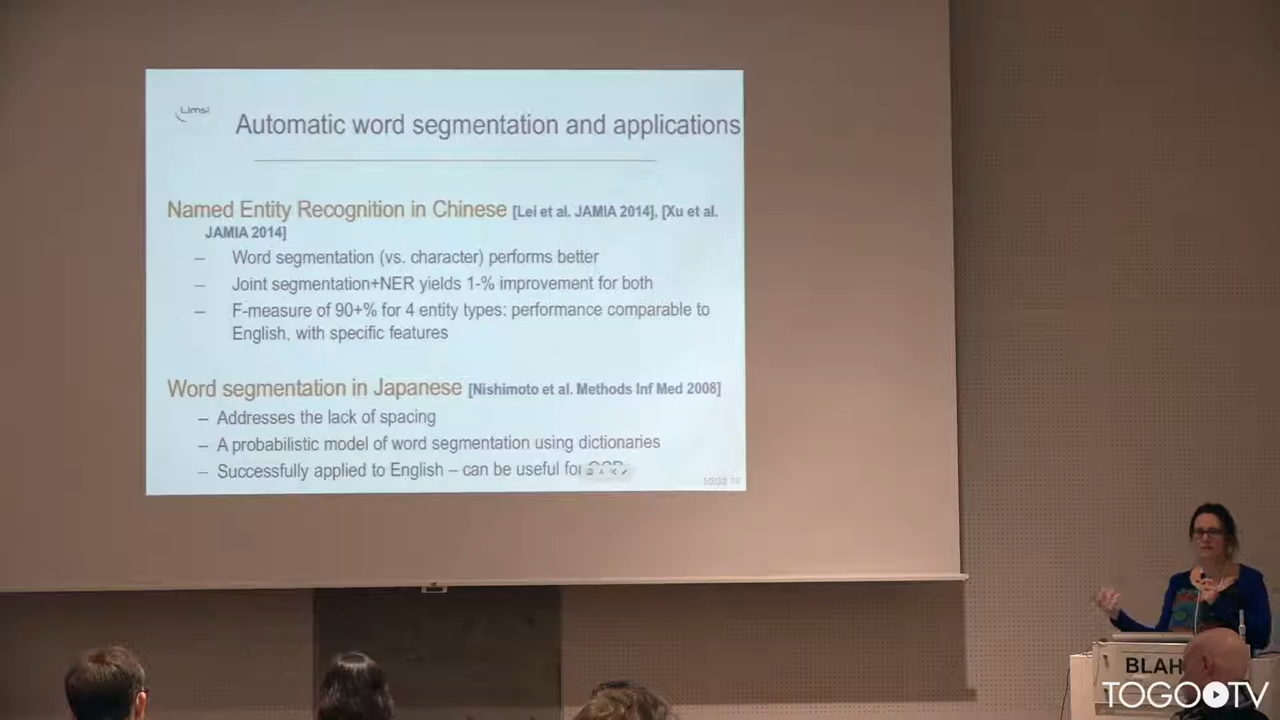 Limsi
Automatic word segmentation and applications
Named Entity Recognition in Chinese [Lei et al. JAMIA 2014], [Xu et al.
JAMIA 2014]
– Word segmentation (vs. character) performs better
– Joint segmentation+NER yields 1-% improvement for both
– F-measure of 90+% for 4 entity types: performance comparable to
English, with specific features
Word segmentation in Japanese [Nishimoto et al. Methods Inf Med 2008]
– Addresses the lack of spacing
– A probabilistic model of word segmentation using dictionaries
– Successfully applied to English – can be useful for
BLAH
TOGOTV